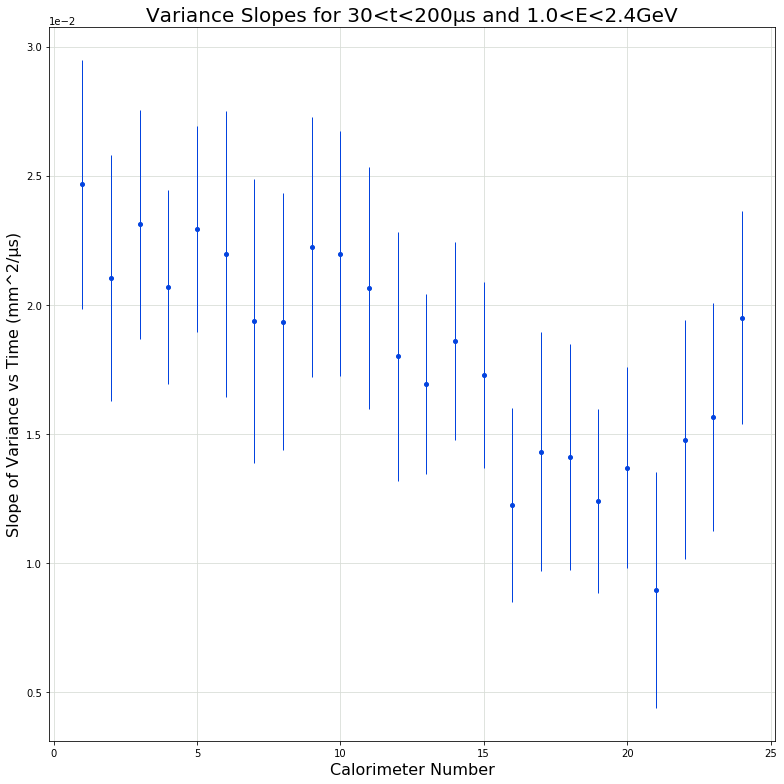 Variance Slopes for 30<t<200μs and 1.0<E<2.4GeV
1e−2
3.0
2.5
2.0
1.5
1.0
0.5
Slope of Variance vs Time (mm^2/μs)
0 5 10 15 20 25
Calorimeter Number